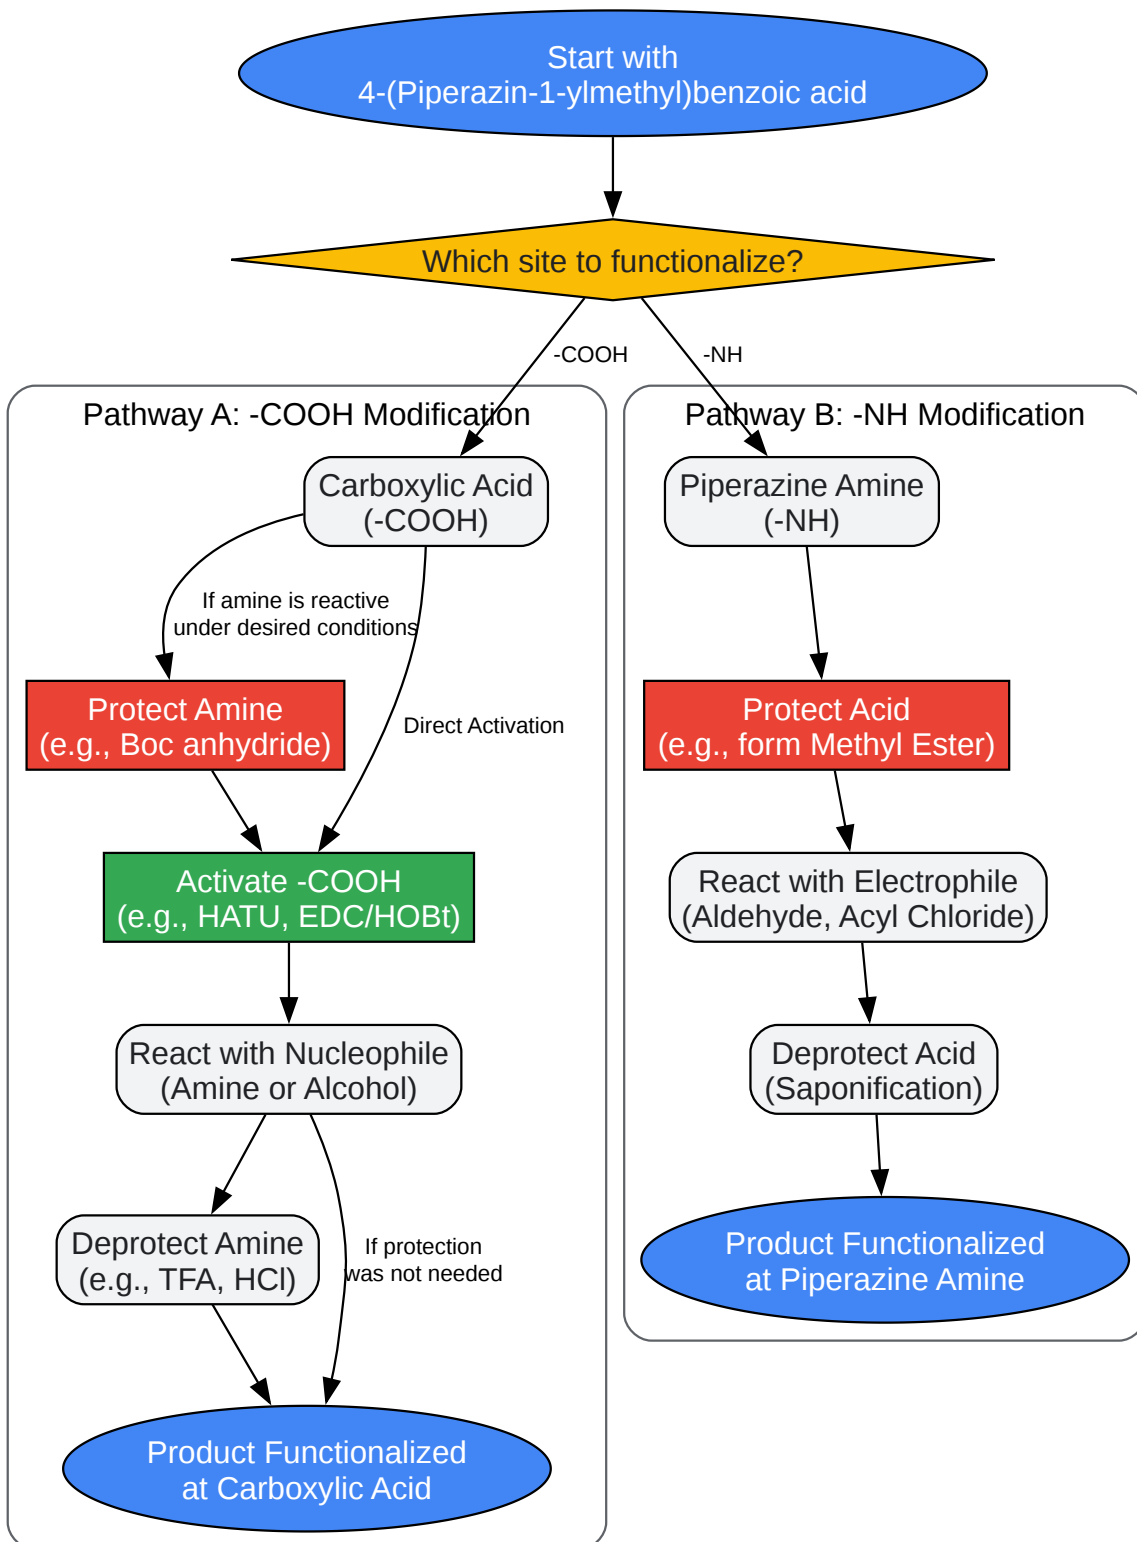 Start with
4-(Piperazin-1-ylmethyl)benzoic acid
Which site to functionalize?
-COOH
-NH
Pathway A: -COOH Modification
Carboxylic Acid
(-COOH)
If amine is reactive
under desired conditions
Protect Amine
(e.g., Boc anhydride)
Direct Activation
Activate -COOH
(e.g., HATU, EDC/HOBt)
React with Nucleophile
(Amine or Alcohol)
Deprotect Amine
(e.g., TFA, HCl)
If protection
was not needed
Product Functionalized
at Carboxylic Acid
Pathway B: -NH Modification
Piperazine Amine
(-NH)
Protect Acid
(e.g., form Methyl Ester)
React with Electrophile
(Aldehyde, Acyl Chloride)
Deprotect Acid
(Saponification)
Product Functionalized
at Piperazine Amine